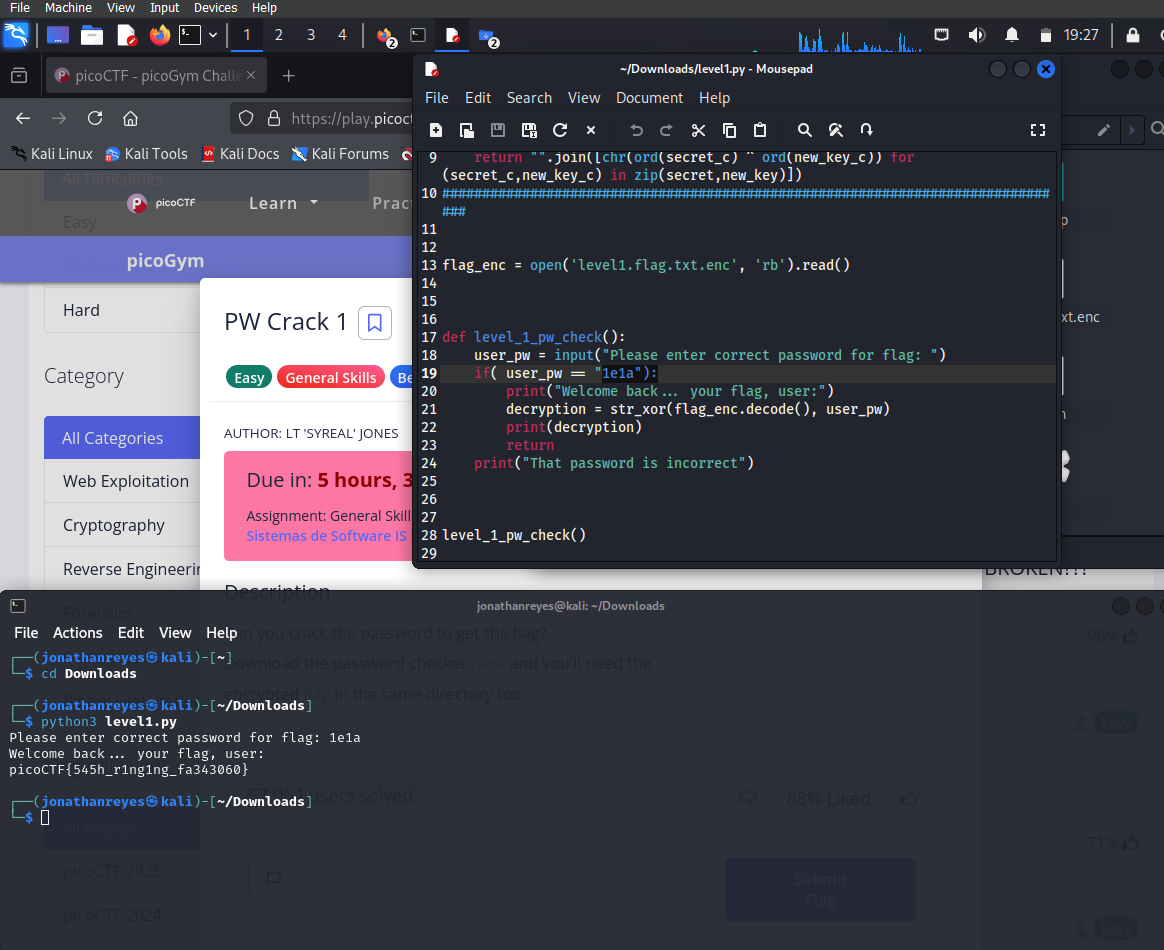 File Machine View Input Devices Help
1 2 3 4 2 2 19:27
picoCTF - picoGym Challe
~/Downloads/level1.py - Mousepad
File Edit Search View Document Help
https://play.picoct
Kali Linux Kali Tools Kali Docs Kali Forums
9 return "".join([chr(ord(secret_c) ^ ord(new_key_c)) for
(secret_c,new_key_c) in zip(secret,new_key)])
10 ############################################################################
###
11
12
13 flag_enc = open('level1.flag.txt.enc', 'rb').read()
14
15
16
17 def level_1_pw_check():
18 user_pw = input("Please enter correct password for flag: ")
19 if( user_pw == "1e1a"):
20 print("Welcome back... your flag, user:")
21 decryption = str_xor(flag_enc.decode(), user_pw)
22 print(decryption)
23 return
24 print("That password is incorrect")
25
26
27
28 level_1_pw_check()
29
p
xt.enc
n
All Difficulties
Easy
picoCTF Learn Prac
picoGym
Hard
Category
All Categories
Web Exploitation
Cryptography
Reverse Engineerin
Forensics
PW Crack 1
Easy General Skills Be
AUTHOR: LT 'SYREAL' JONES
Due in: 5 hours, 3
Assignment: General Skill
Sistemas de Software IS
Description
Can you crack the password to get the flag?
Download the password checker here and you'll need the
encrypted flag in the same directory too.
users solved
88% Liked
Submit
Flag
BROKEN!!!
96%
Easy
71%
Easy
All Events
picoCTF 2025
picoCTF 2024
jonathanreyes@kali: ~/Downloads
File Actions Edit View Help
┌──(jonathanreyes㉿kali)-[~]
└─$ cd Downloads
┌──(jonathanreyes㉿kali)-[~/Downloads]
└─$ python3 level1.py
Please enter correct password for flag: 1e1a
Welcome back... your flag, user:
picoCTF{545h_r1ng1ng_fa343060}
┌──(jonathanreyes㉿kali)-[~/Downloads]
└─$